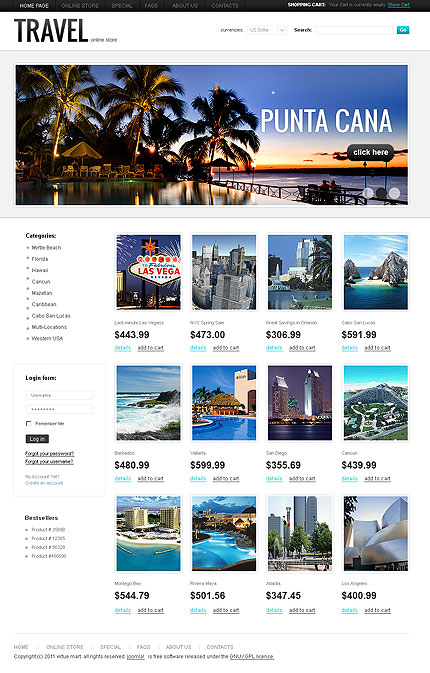 HOME PAGE ONLINE STORE SPECIAL FAQS ABOUT US CONTACTS
SHOPPING CART: Your Cart is currently empty. Show Cart
TRAVEL online store
currencies: US Dollar Search: Go
PUNTA CANA
click here
Categories:
Myrtle Beach
Florida
Hawaii
Cancun
Mazatlan
Caribbean
Cabo San Lucas
Multi-Locations
Western USA
WELCOME
TO Fabulous
LAS VEGAS
NEVADA
Last-minute Las Vegass NYC Spring Sale Great Savings in Orlando Cabo San Lucas
$443.99 $473.00 $306.99 $591.99
details add to cart details add to cart details add to cart details add to cart
Login form:
Username
Remember Me
Log in
Forgot your password?
Forgot your username?
No Account Yet?
Create an account
Barbados Vallarta San Diego Cancun
$480.99 $599.99 $355.69 $439.99
details add to cart details add to cart details add to cart details add to cart
Bestsellers
Product # 35898
Product # 12365
Product # 56328
Product #456698
Montego Bay Riviera Maya Atlanta Los Angeles
$544.79 $501.56 $347.45 $400.99
details add to cart details add to cart details add to cart details add to cart
HOME :: ONLINE STORE :: SPECIAL :: FAQS :: ABOUT US :: CONTACTS
Copyright (c) 2011 virtue mart. all rights reserved. joomla! is free software released under the GNU / GPL license.